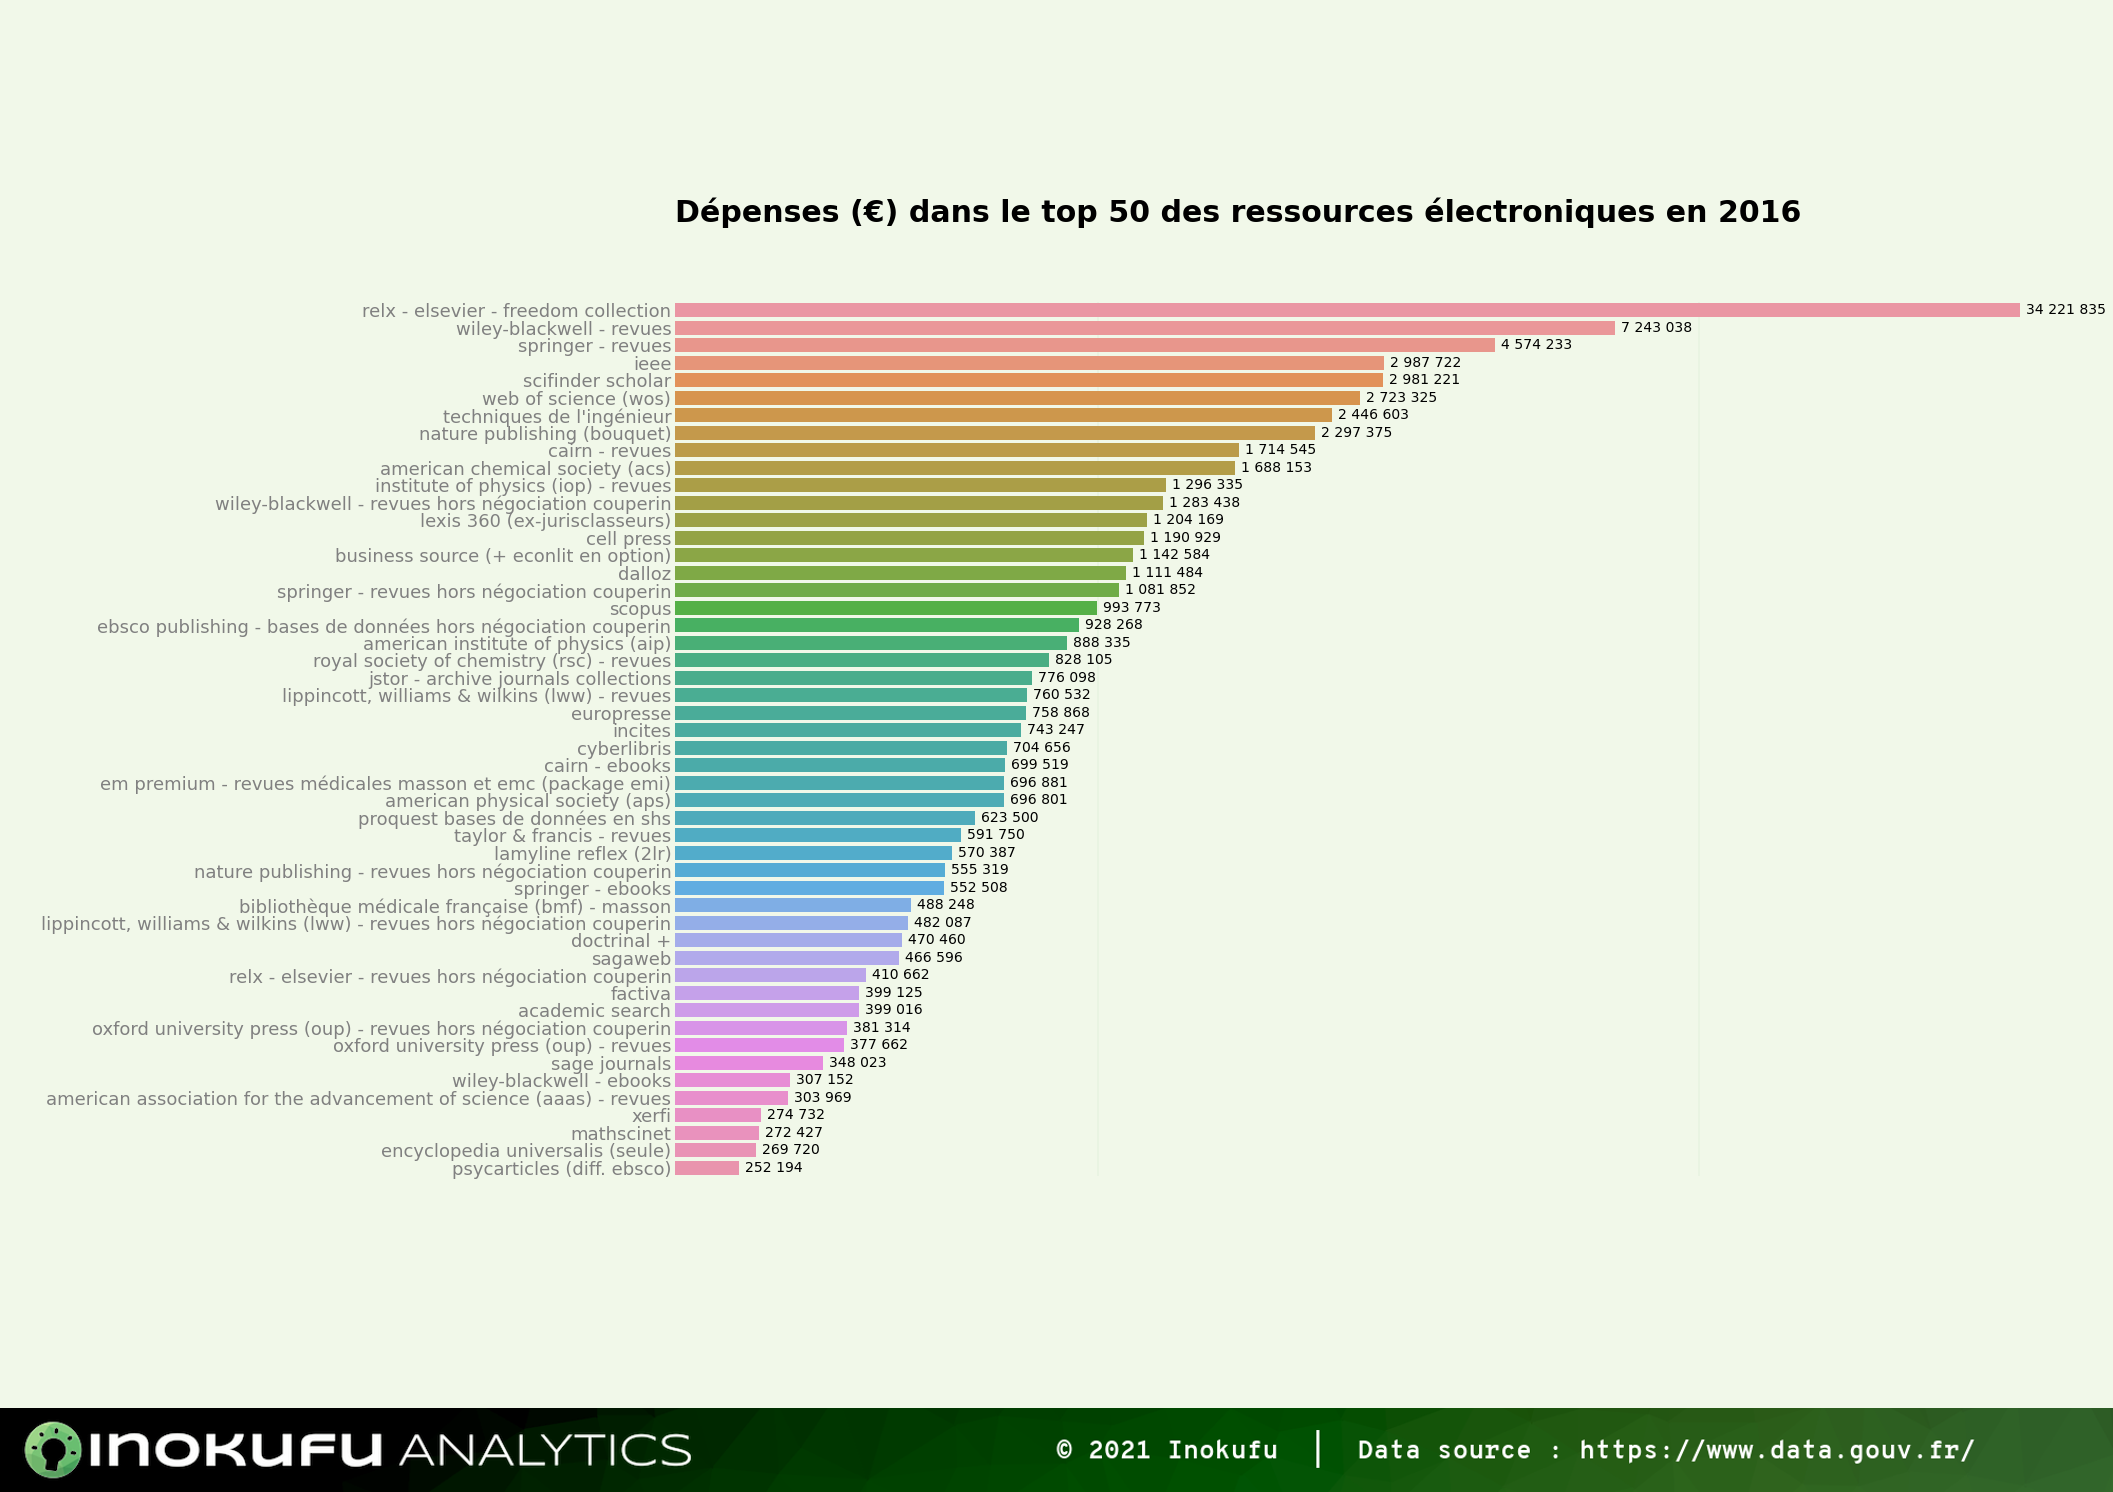 Dépenses (€) dans le top 50 des ressources électroniques en 2016
relx - elsevier - freedom collection 34 221 835
wiley-blackwell - revues 7 243 038
springer - revues 4 574 233
ieee 2 987 722
scifinder scholar 2 981 221
web of science (wos) 2 723 325
techniques de l'ingénieur 2 446 603
nature publishing (bouquet) 2 297 375
cairn - revues 1 714 545
american chemical society (acs) 1 688 153
institute of physics (iop) - revues 1 296 335
wiley-blackwell - revues hors négociation couperin 1 283 438
lexis 360 (ex-jurisclasseurs) 1 204 169
cell press 1 190 929
business source (+ econlit en option) 1 142 584
dalloz 1 111 484
springer - revues hors négociation couperin 1 081 852
scopus 993 773
ebsco publishing - bases de données hors négociation couperin 928 268
american institute of physics (aip) 888 335
royal society of chemistry (rsc) - revues 828 105
jstor - archive journals collections 776 098
lippincott, williams & wilkins (lww) - revues 760 532
europresse 758 868
incites 743 247
cyberlibris 704 656
cairn - ebooks 699 519
em premium - revues médicales masson et emc (package emi) 696 881
american physical society (aps) 696 801
proquest bases de données en shs 623 500
taylor & francis - revues 591 750
lamyline reflex (2lr) 570 387
nature publishing - revues hors négociation couperin 555 319
springer - ebooks 552 508
bibliothèque médicale française (bmf) - masson 488 248
lippincott, williams & wilkins (lww) - revues hors négociation couperin 482 087
doctrinal + 470 460
sagaweb 466 596
relx - elsevier - revues hors négociation couperin 410 662
factiva 399 125
academic search 399 016
oxford university press (oup) - revues hors négociation couperin 381 314
oxford university press (oup) - revues 377 662
sage journals 348 023
wiley-blackwell - ebooks 307 152
american association for the advancement of science (aaas) - revues 303 969
xerfi 274 732
mathscinet 272 427
encyclopedia universalis (seule) 269 720
psycarticles (diff. ebsco) 252 194
INOKUFU ANALYTICS © 2021 Inokufu | Data source : https://www.data.gouv.fr/